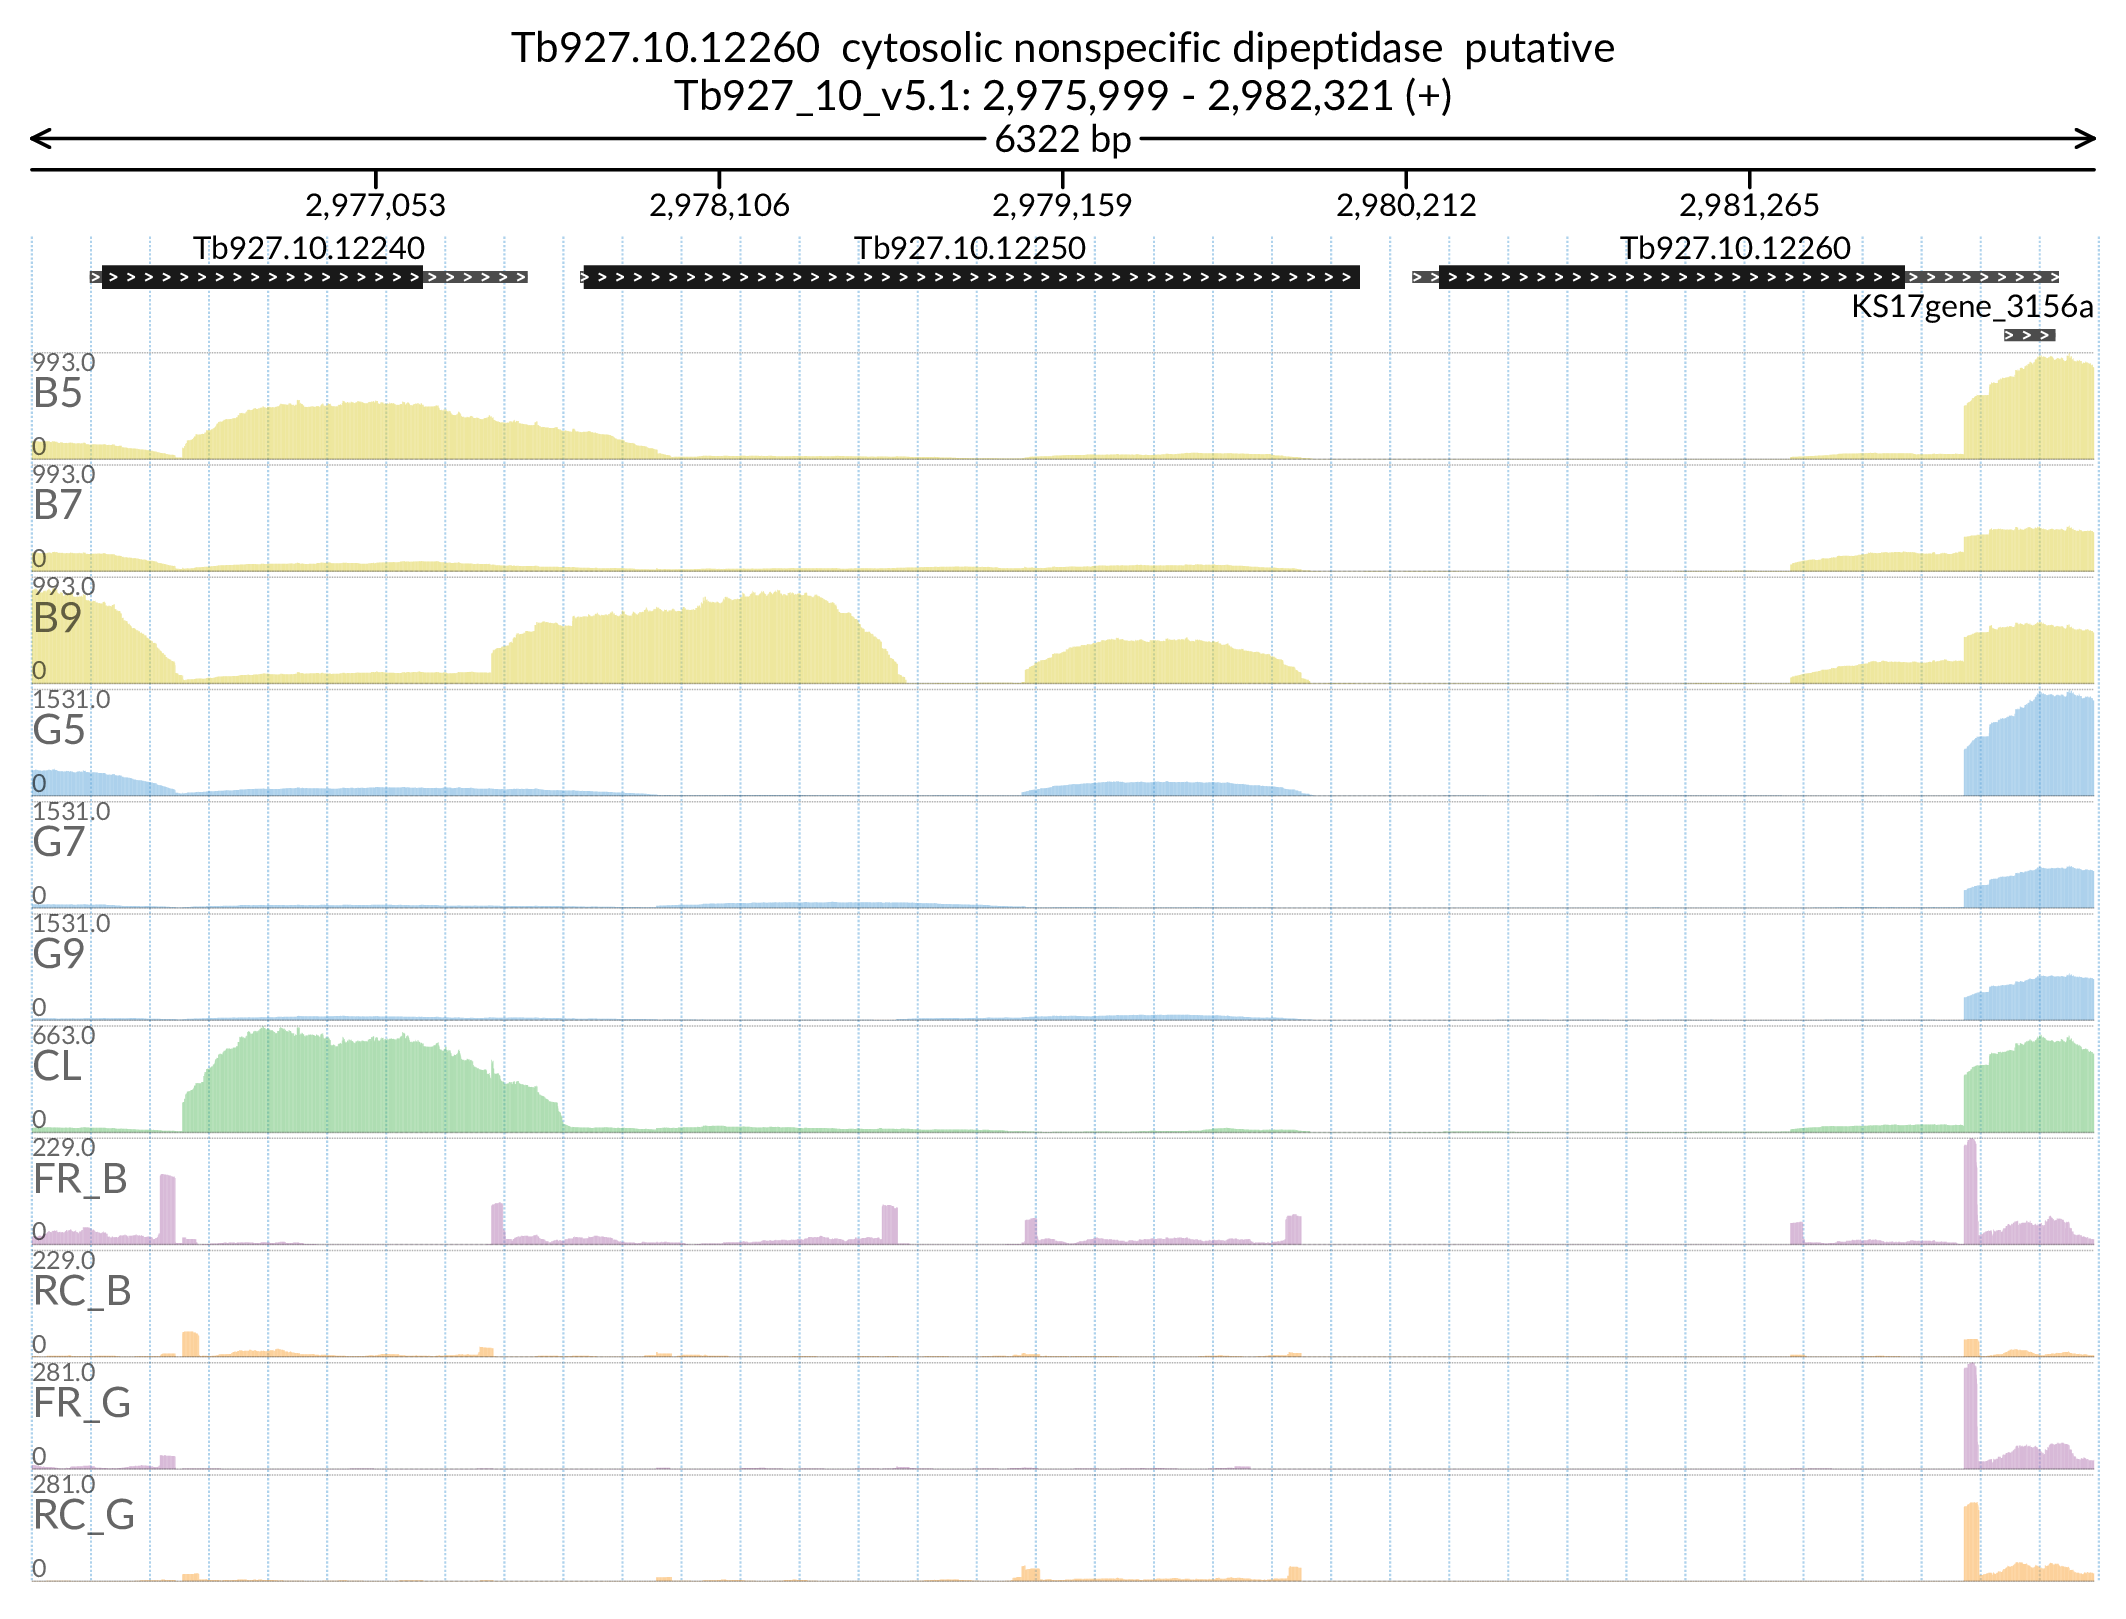 Tb927.10.12260  cytosolic nonspecific dipeptidase  putative
Tb927_10_v5.1: 2,975,999 - 2,982,321 (+)
6322 bp
2,977,053 2,978,106 2,979,159 2,980,212 2,981,265
Tb927.10.12240 Tb927.10.12250 Tb927.10.12260
KS17gene_3156a
993.0
B5
0
993.0
B7
0
993.0
B9
0
1531.0
G5
0
1531.0
G7
0
1531.0
G9
0
663.0
CL
0
229.0
FR_B
0
229.0
RC_B
0
281.0
FR_G
0
281.0
RC_G
0